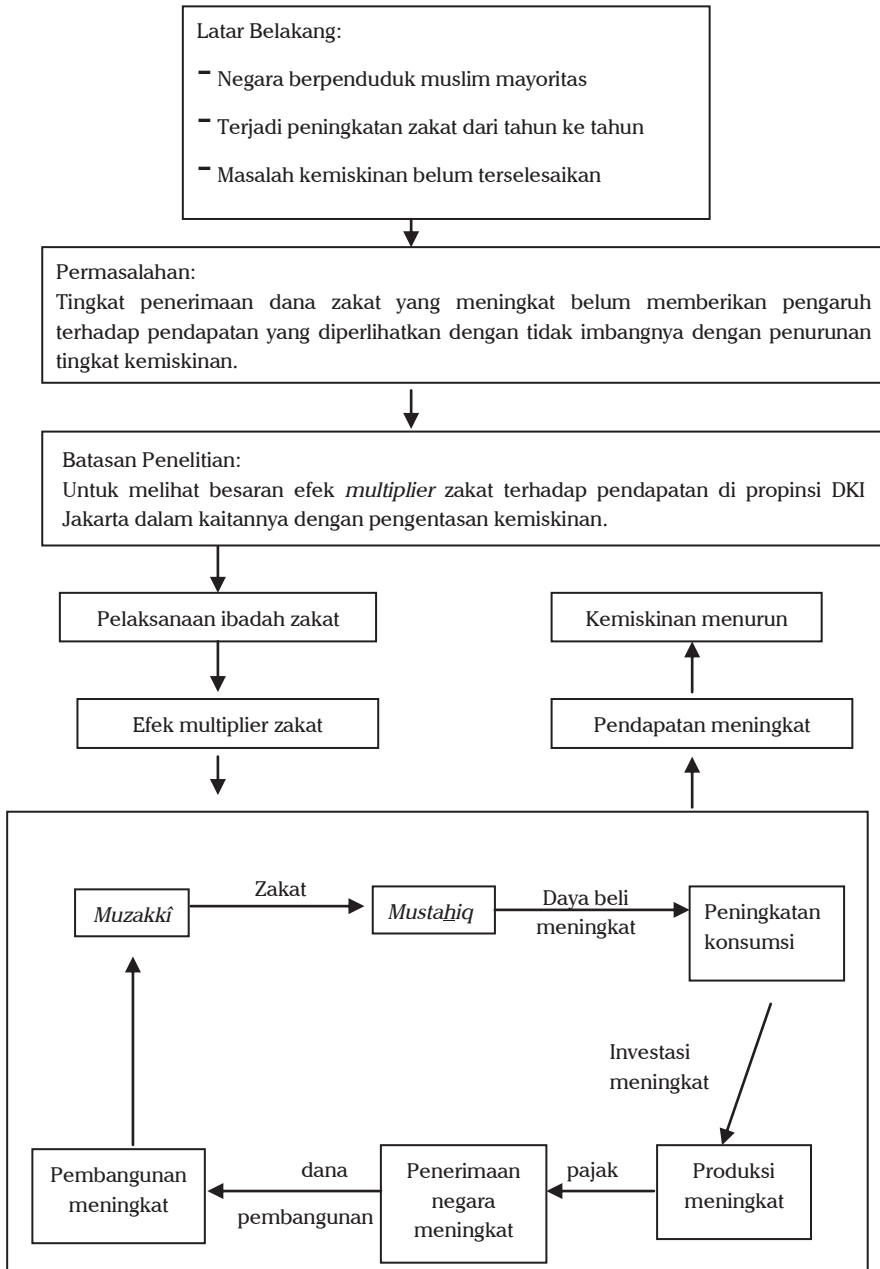 Latar Belakang:
- Negara berpenduduk muslim mayoritas
- Terjadi peningkatan zakat dari tahun ke tahun
- Masalah kemiskinan belum terselesaikan
Permasalahan:
Tingkat penerimaan dana zakat yang meningkat belum memberikan pengaruh
terhadap pendapatan yang diperlihatkan dengan tidak imbangnya dengan penurunan
tingkat kemiskinan.
Batasan Penelitian:
Untuk melihat besaran efek multiplier zakat terhadap pendapatan di propinsi DKI
Jakarta dalam kaitannya dengan pengentasan kemiskinan.
Pelaksanaan ibadah zakat
Kemiskinan menurun
Efek multiplier zakat
Pendapatan meningkat
Muzakkî
Zakat
Mustahiq
Daya beli
meningkat
Peningkatan
konsumsi
Investasi
meningkat
Produksi
meningkat
pajak
Penerimaan
negara
meningkat
dana
pembangunan
Pembangunan
meningkat